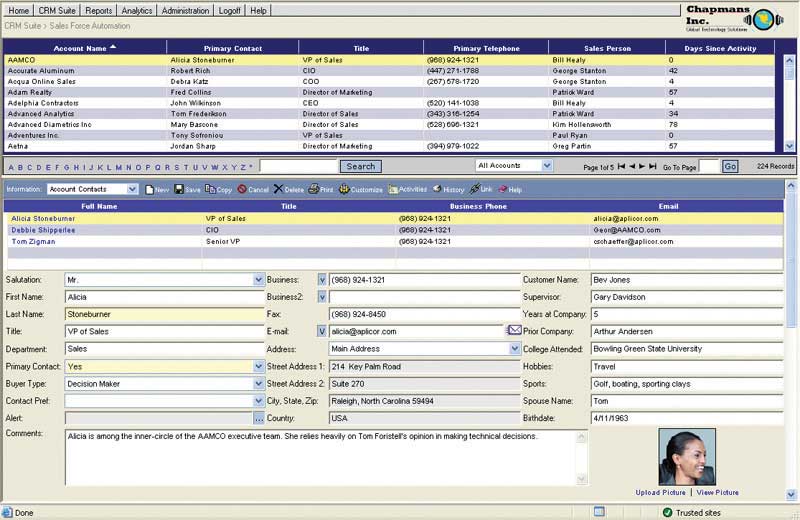 Home | CRM Suite | Reports | Analytics | Administration | Logoff | Help
Chapmans
Inc.
Global Technology Solutions
CRM Suite > Sales Force Automation
Account Name Primary Contact Title Primary Telephone Sales Person Days Since Activity
AAMCO Alicia Stoneburner VP of Sales (968) 924-1321 Bill Healy 0
Accurate Aluminum Robert Rich CIO (447) 271-1788 George Stanton 42
Acqua Online Sales Debra Katz COO (267) 578-1720 George Stanton 4
Adam Realty Fred Collins Director of Marketing Patrick Ward 57
Adelphia Contractors John Wilkinson CEO (520) 141-1038 Bill Healy 4
Advanced Analytics Tom Frederikson Director of Sales (343) 316-1254 Patrick Ward 34
Advanced Diametrics Inc Mary Bascone Director of Sales (528) 696-1321 Kim Hollensworth 78
Adventures Inc. Tony Sofroniou VP of Sales Paul Ryan 0
Aetna Jordan Sharp Director of Marketing (394) 979-1022 Greg Partin 57
A B C D E F G H I J K L M N O P Q R S T U V W X Y Z * Search All Accounts Page 1 of 5 Go To Page Go 224 Records
Information: Account Contacts New Save Copy Cancel Delete Print Customize Activities History Link Help
Full Name Title Business Phone Email
Alicia Stoneburner VP of Sales (968) 924-1321 alicia@aplicor.com
Debbie Shipperlee CIO (968) 924-1321 Geor@AAMCO.com
Tom Zigman Senior VP (968) 924-1321 cschaeffer@aplicor.com
Salutation: Mr. Business: V (968) 924-1321 Customer Name: Bev Jones
First Name: Alicia Business2: V Supervisor: Gary Davidson
Last Name: Stoneburner Fax: (968) 924-8450 Years at Company: 5
Title: VP of Sales E-mail: V alicia@aplicor.com Prior Company: Arthur Andersen
Department: Sales Address: Main Address College Attended: Bowling Green State University
Primary Contact: Yes Street Address 1: 214 Key Palm Road Hobbies: Travel
Buyer Type: Decision Maker Street Address 2: Suite 270 Sports: Golf, boating, sporting clays
Contact Pref: City, State, Zip: Raleigh, North Carolina 59494 Spouse Name: Tom
Alert: ... Country: USA Birthdate: 4/11/1963
Comments: Alicia is among the inner-circle of the AAMCO executive team. She relies heavily on Tom Foristell's opinion in making technical decisions.
Upload Picture | View Picture
Done Trusted sites